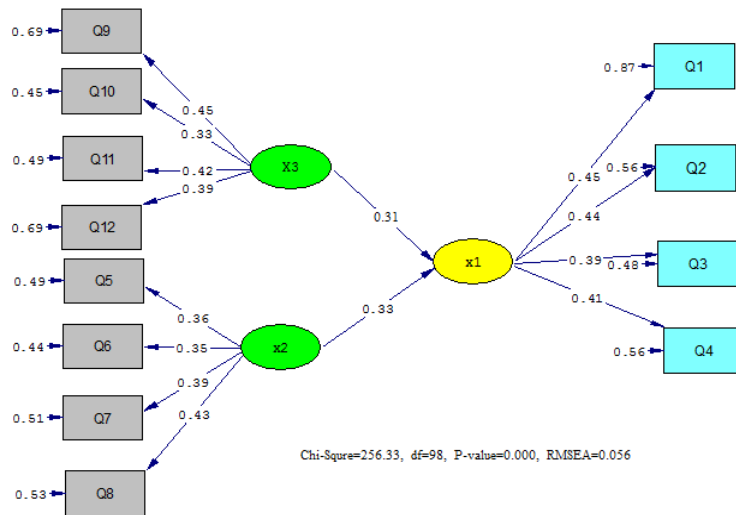 0.69 Q9
0.87 Q1
0.45 Q10
0.45
0.33
0.49 Q11
0.42
X3
0.45
0.56 Q2
0.39
0.44
0.69 Q12
0.31
0.49 Q5
x1
0.39
0.48 Q3
0.36
0.33
0.41
0.44 Q6
0.35
x2
0.56 Q4
0.39
0.51 Q7
0.43
Chi-Squre=256.33, df=98, P-value=0.000, RMSEA=0.056
0.53 Q8